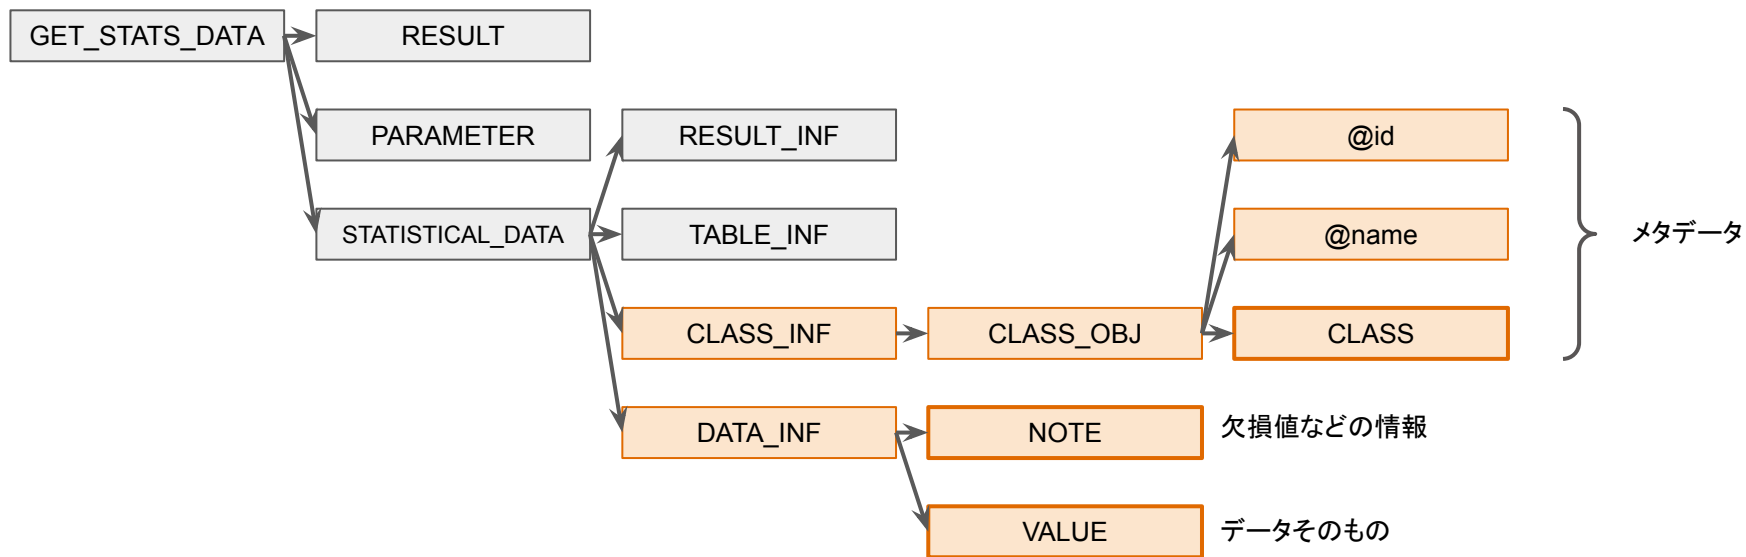 GET_STATS_DATA
RESULT
PARAMETER
RESULT_INF
@id
STATISTICAL_DATA
TABLE_INF
@name
メタデータ
CLASS_INF
CLASS_OBJ
CLASS
DATA_INF
NOTE
欠損値などの情報
VALUE
データそのもの